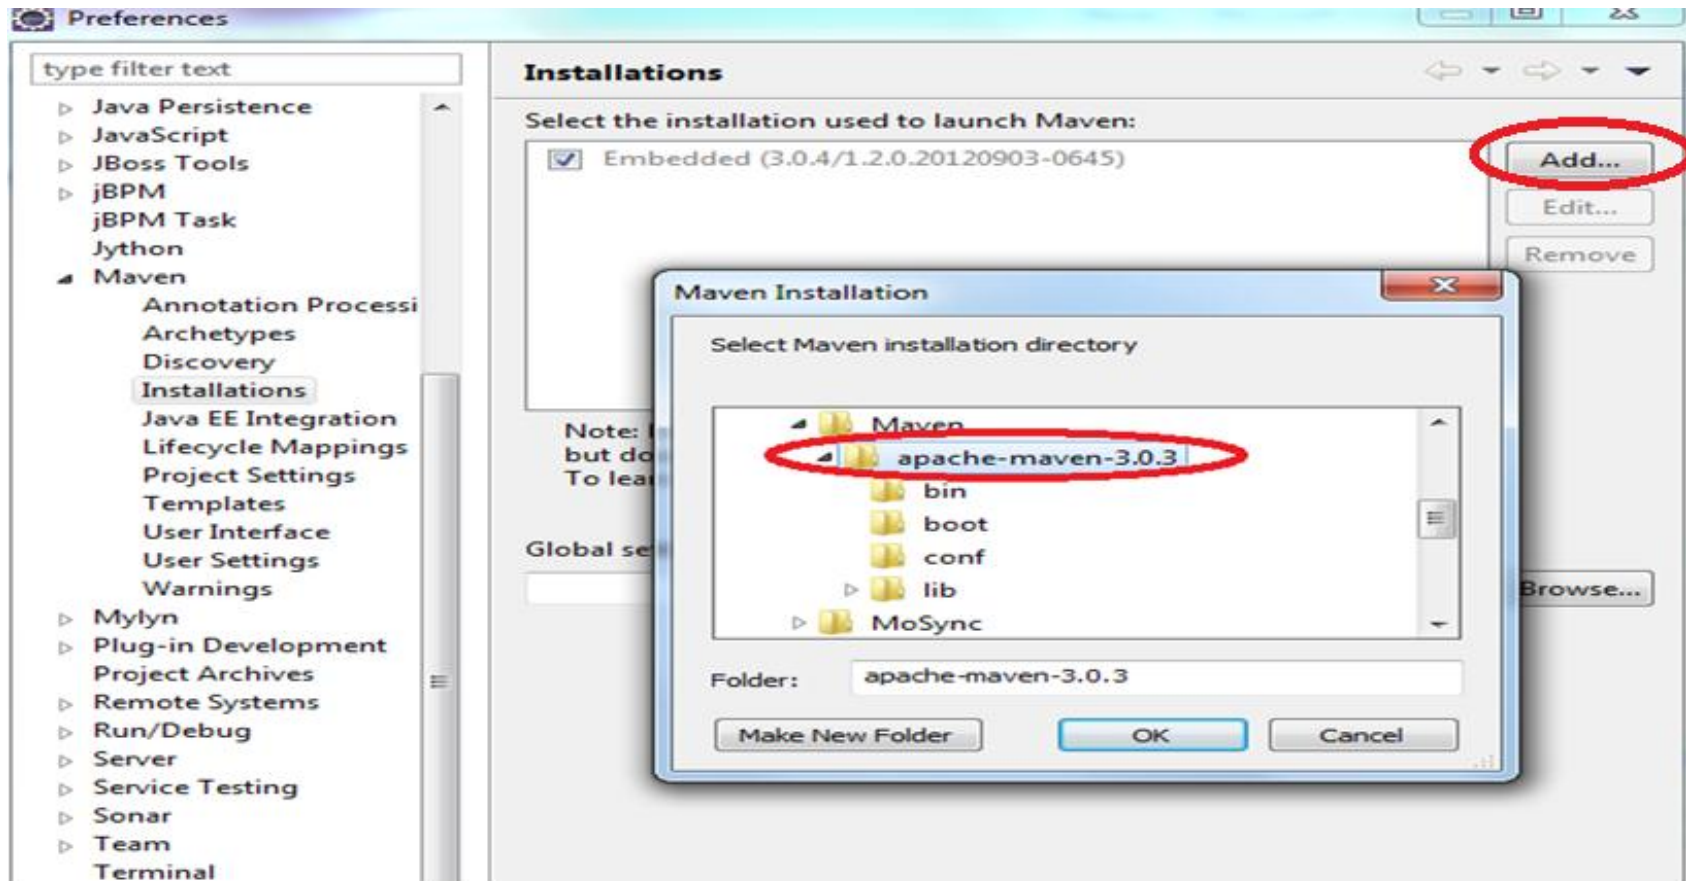 Preferences
type filter text
Java Persistence
JavaScript
JBoss Tools
jBPM
jBPM Task
Jython
Maven
Annotation Processi
Archetypes
Discovery
Installations
Java EE Integration
Lifecycle Mappings
Project Settings
Templates
User Interface
User Settings
Warnings
Mylyn
Plug-in Development
Project Archives
Remote Systems
Run/Debug
Server
Service Testing
Sonar
Team
Terminal
Installations
Select the installation used to launch Maven:
Embedded (3.0.4/1.2.0.20120903-0645)
Add...
Edit...
Remove
Note:
but do
To lea
Global se
Browse...
Maven Installation
Select Maven installation directory
Maven
apache-maven-3.0.3
bin
boot
conf
lib
MoSync
Folder: apache-maven-3.0.3
Make New Folder
OK
Cancel